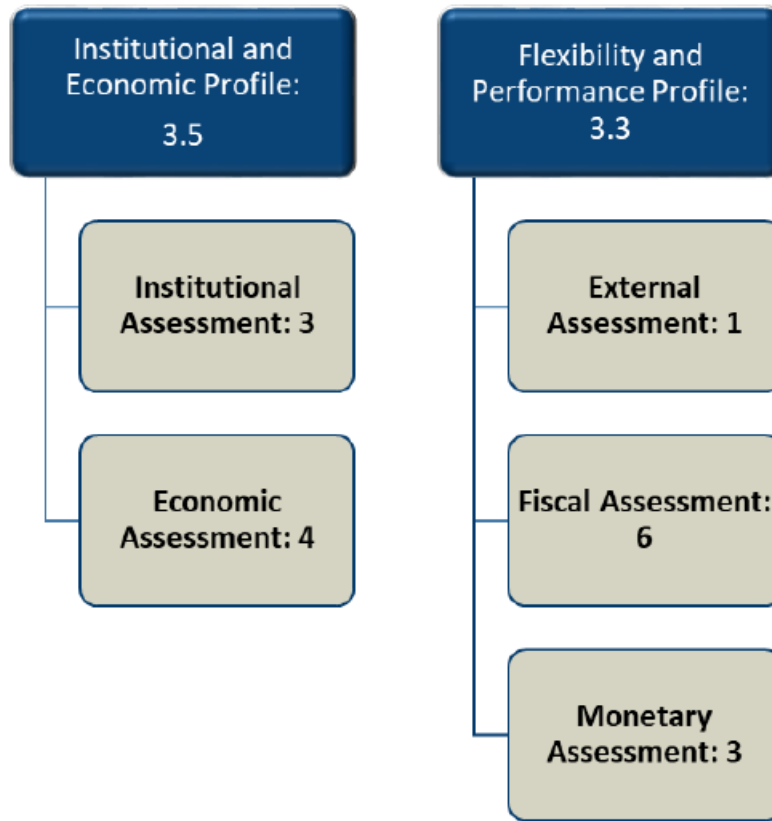 Institutional and
Economic Profile:
3.5
Institutional
Assessment: 3
Economic
Assessment: 4
Flexibility and
Performance Profile:
3.3
External
Assessment: 1
Fiscal Assessment:
6
Monetary
Assessment: 3